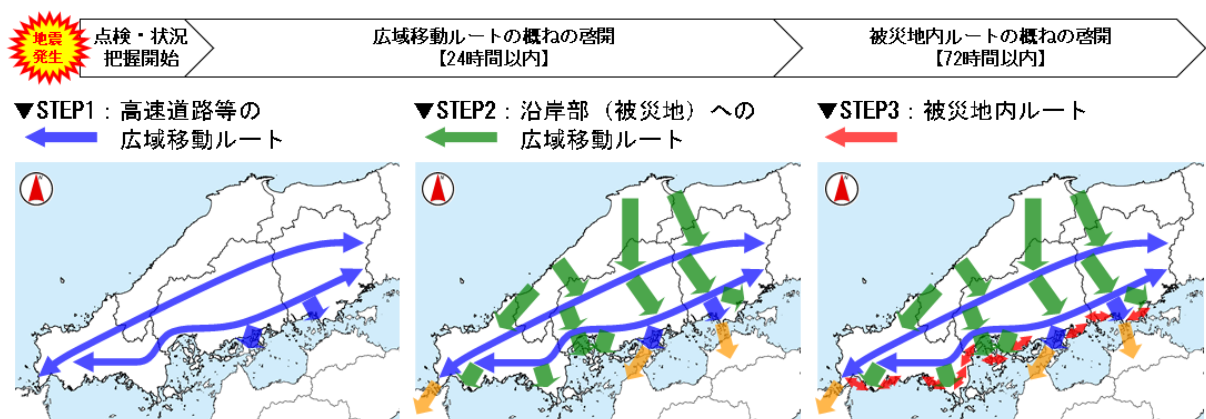 地震
発生
点検・状況
把握開始
広域移動ルートの概ねの啓開
【24時間以内】
被災地内ルートの概ねの啓開
【72時間以内】
▼STEP1：高速道路等の
広域移動ルート
▼STEP2：沿岸部（被災地）への
広域移動ルート
▼STEP3：被災地内ルート